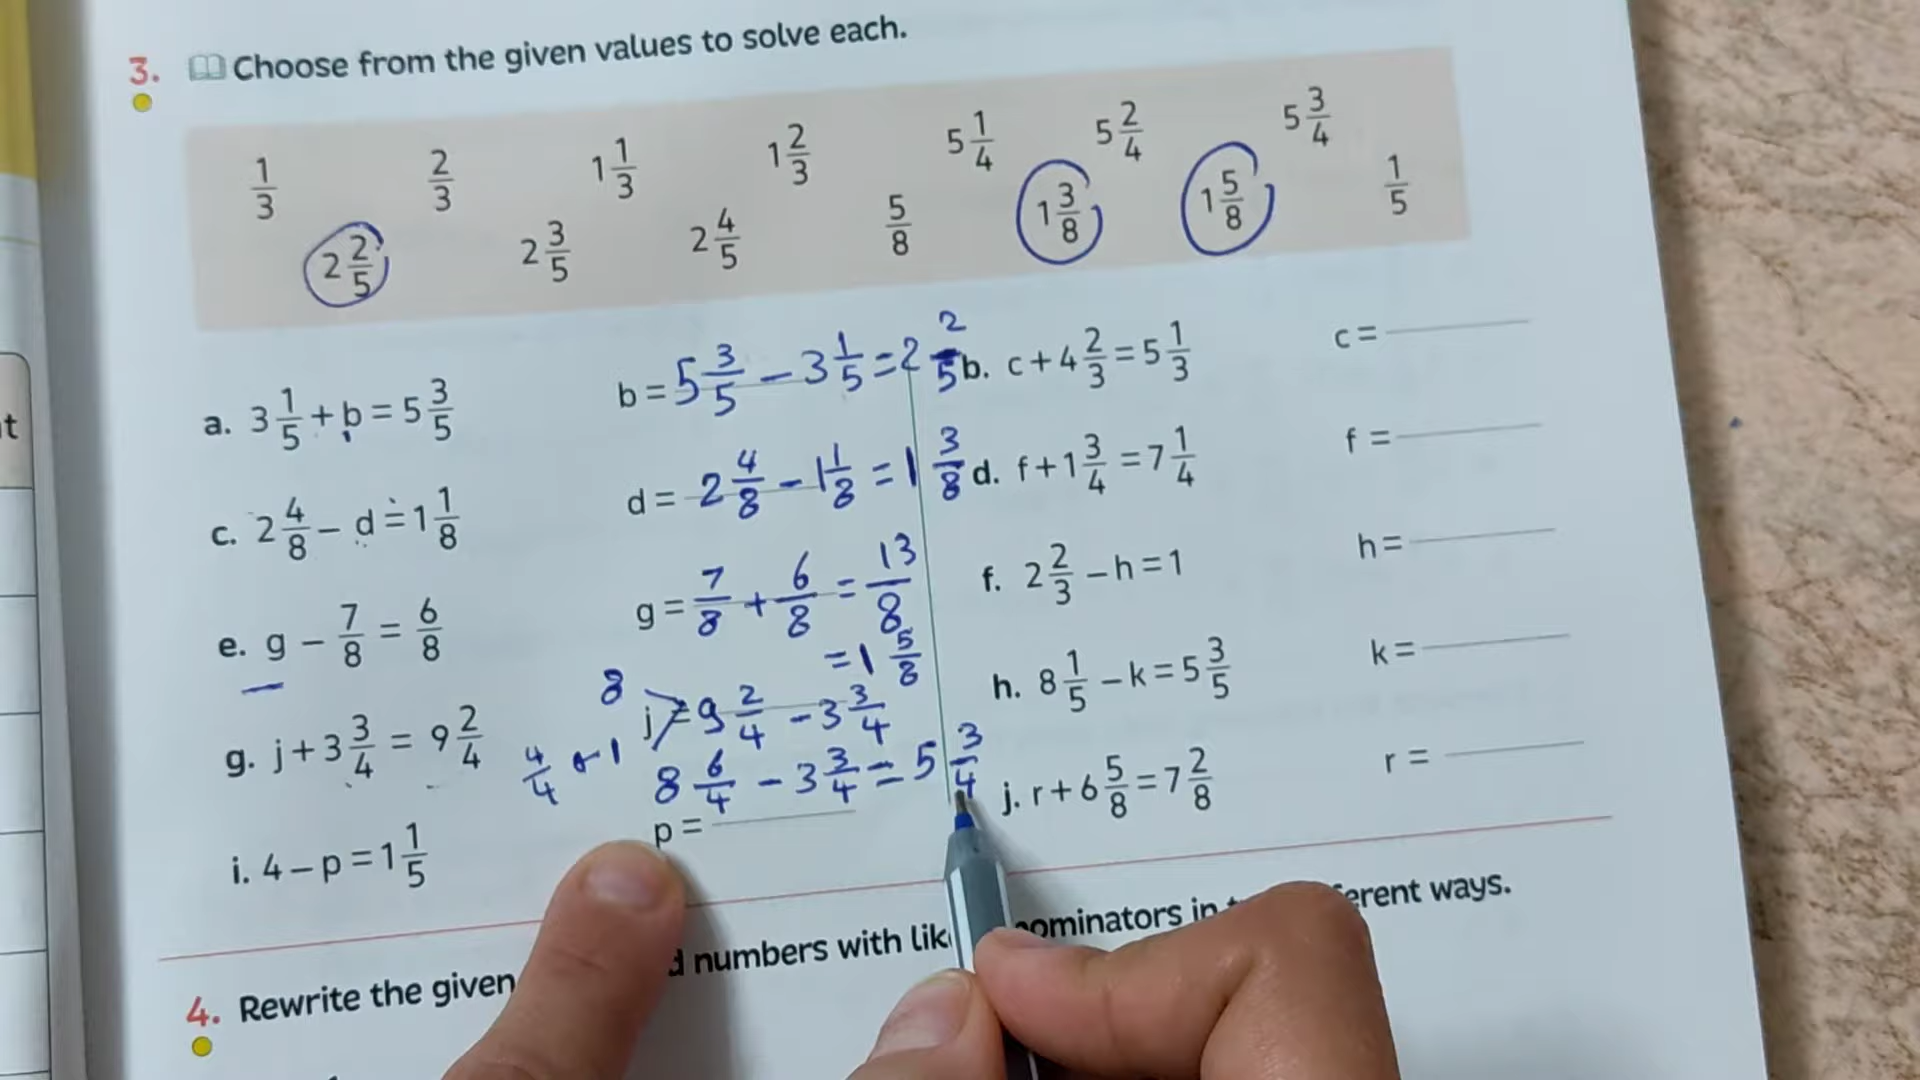 3. Choose from the given values to solve each.
1/3 2/3 1 1/3 1 2/3 5 1/4 5 2/4 5 3/4
2 2/5 2 3/5 2 4/5 5/8 1 3/8 1 5/8 1/5
a. 3 1/5 + b = 5 3/5 b = 5 3/5 - 3 1/5 = 2 2/5
b. c + 4 2/3 = 5 1/3 c =
c. 2 4/8 - d = 1 1/8 d = 2 4/8 - 1 1/8 = 1 3/8
d. f + 1 3/4 = 7 1/4 f =
e. g - 7/8 = 6/8 g = 7/8 + 6/8 = 13/8
= 1 5/8
f. 2 2/3 - h = 1 h =
g. j + 3 3/4 = 9 2/4 j = 9 2/4 - 3 3/4
8
4/4 ← 1 8 6/4 - 3 3/4 = 5 3/4
h. 8 1/5 - k = 5 3/5 k =
i. 4 - p = 1 1/5 p =
j. r + 6 5/8 = 7 2/8 r =
4. Rewrite the given numbers with in ways.